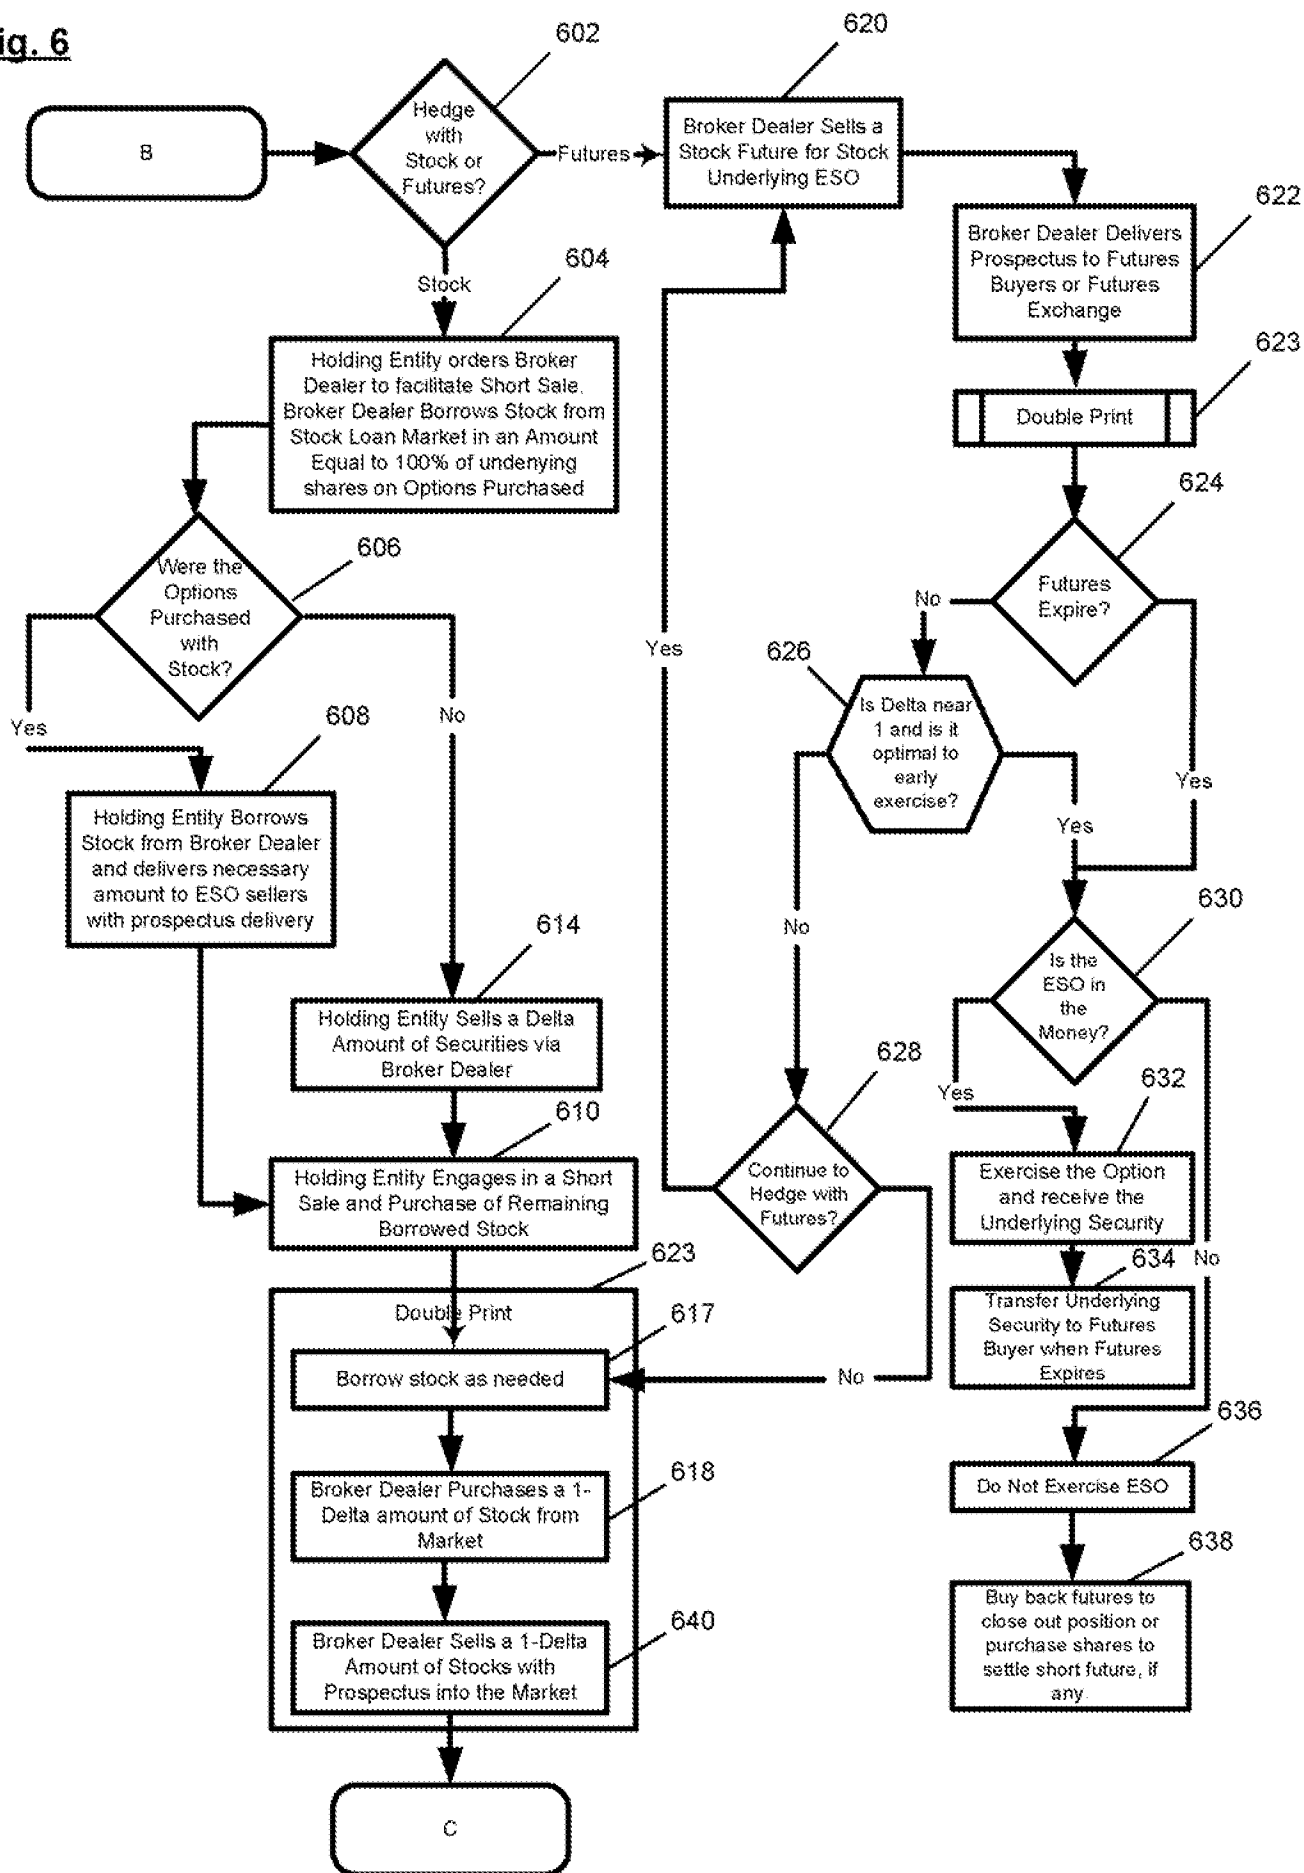 ig. 6
602
620
B
Hedge
with
Stock or
Futures?
Futures
Broker Dealer Sells a
Stock Future for Stock
Underlying ESO
622
Broker Dealer Delivers
Prospectus to Futures
Buyers or Futures
Exchange
604
Stock
Holding Entity orders Broker
Dealer to facilitate Short Sale.
Broker Dealer Borrows Stock from
Stock Loan Market in an Amount
Equal to 100% of undenying
shares on Options Purchased
623
Double Print
624
Futures
Expire?
606
Were the
Options
Purchased
with
Stock?
No
Yes
626
Is Delta near
1 and is it
optimal to
early
exercise?
Yes
No
608
Yes
Yes
Holding Entity Borrows
Stock from Broker Dealer
and delivers necessary
amount to ESO sellers
with prospectus delivery
No
630
Is the
ESO in
the
Money?
614
Holding Entity Sells a Delta
Amount of Securities via
Broker Dealer
628
Continue to
Hedge with
Futures?
Yes
632
Exercise the Option
and receive the
Underlying Security
610
Holding Entity Engages in a Short
Sale and Purchase of Remaining
Borrowed Stock
No
634
Transfer Underlying
Security to Futures
Buyer when Futures
Expires
623
Double Print
617
Borrow stock as needed
No
636
Do Not Exercise ESO
618
Broker Dealer Purchases a 1-
Delta amount of Stock from
Market
638
Buy back futures to
close out position or
purchase shares to
settle short future, if
any
640
Broker Dealer Sells a 1-Delta
Amount of Stocks with
Prospectus into the Market
C